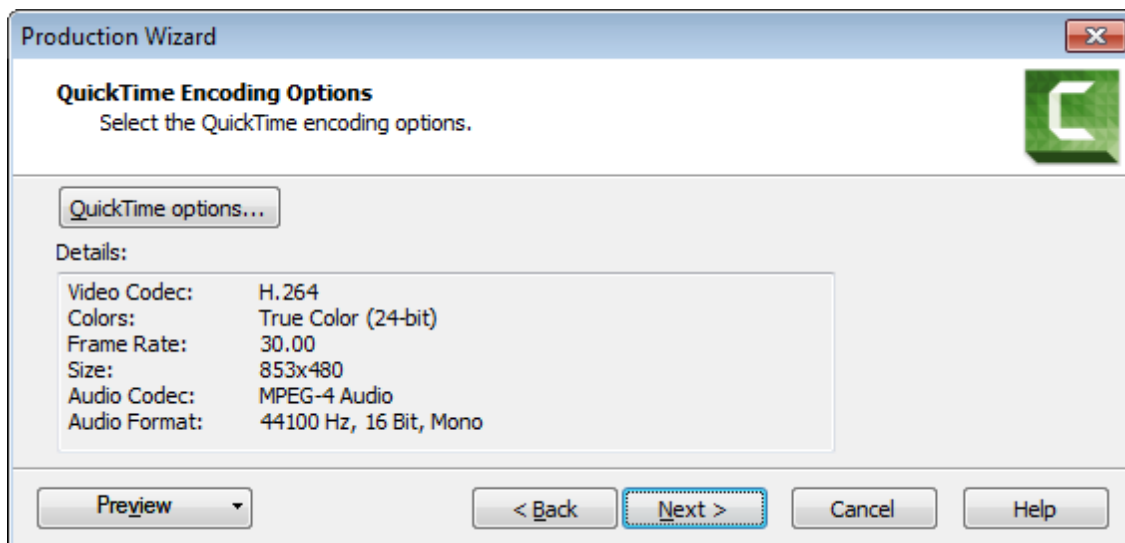 Production Wizard
QuickTime Encoding Options
Select the QuickTime encoding options.
QuickTime options...
Details:
Video Codec: H.264
Colors: True Color (24-bit)
Frame Rate: 30.00
Size: 853x480
Audio Codec: MPEG-4 Audio
Audio Format: 44100 Hz, 16 Bit, Mono
Preview < Back Next > Cancel Help